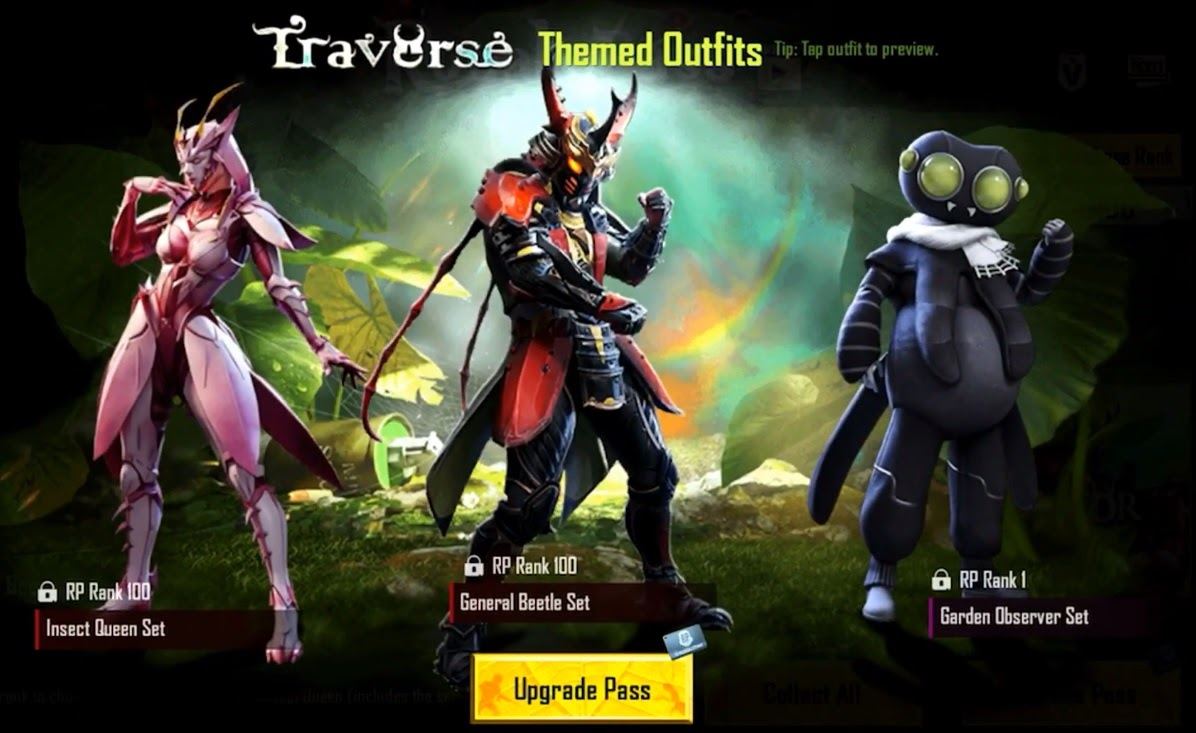 Traverse Themed Outfits Tip: Tap outfit to preview.
RP Rank 100
Insect Queen Set
RP Rank 100
General Beetle Set
RP Rank 1
Garden Observer Set
Upgrade Pass
Collect All
Pass